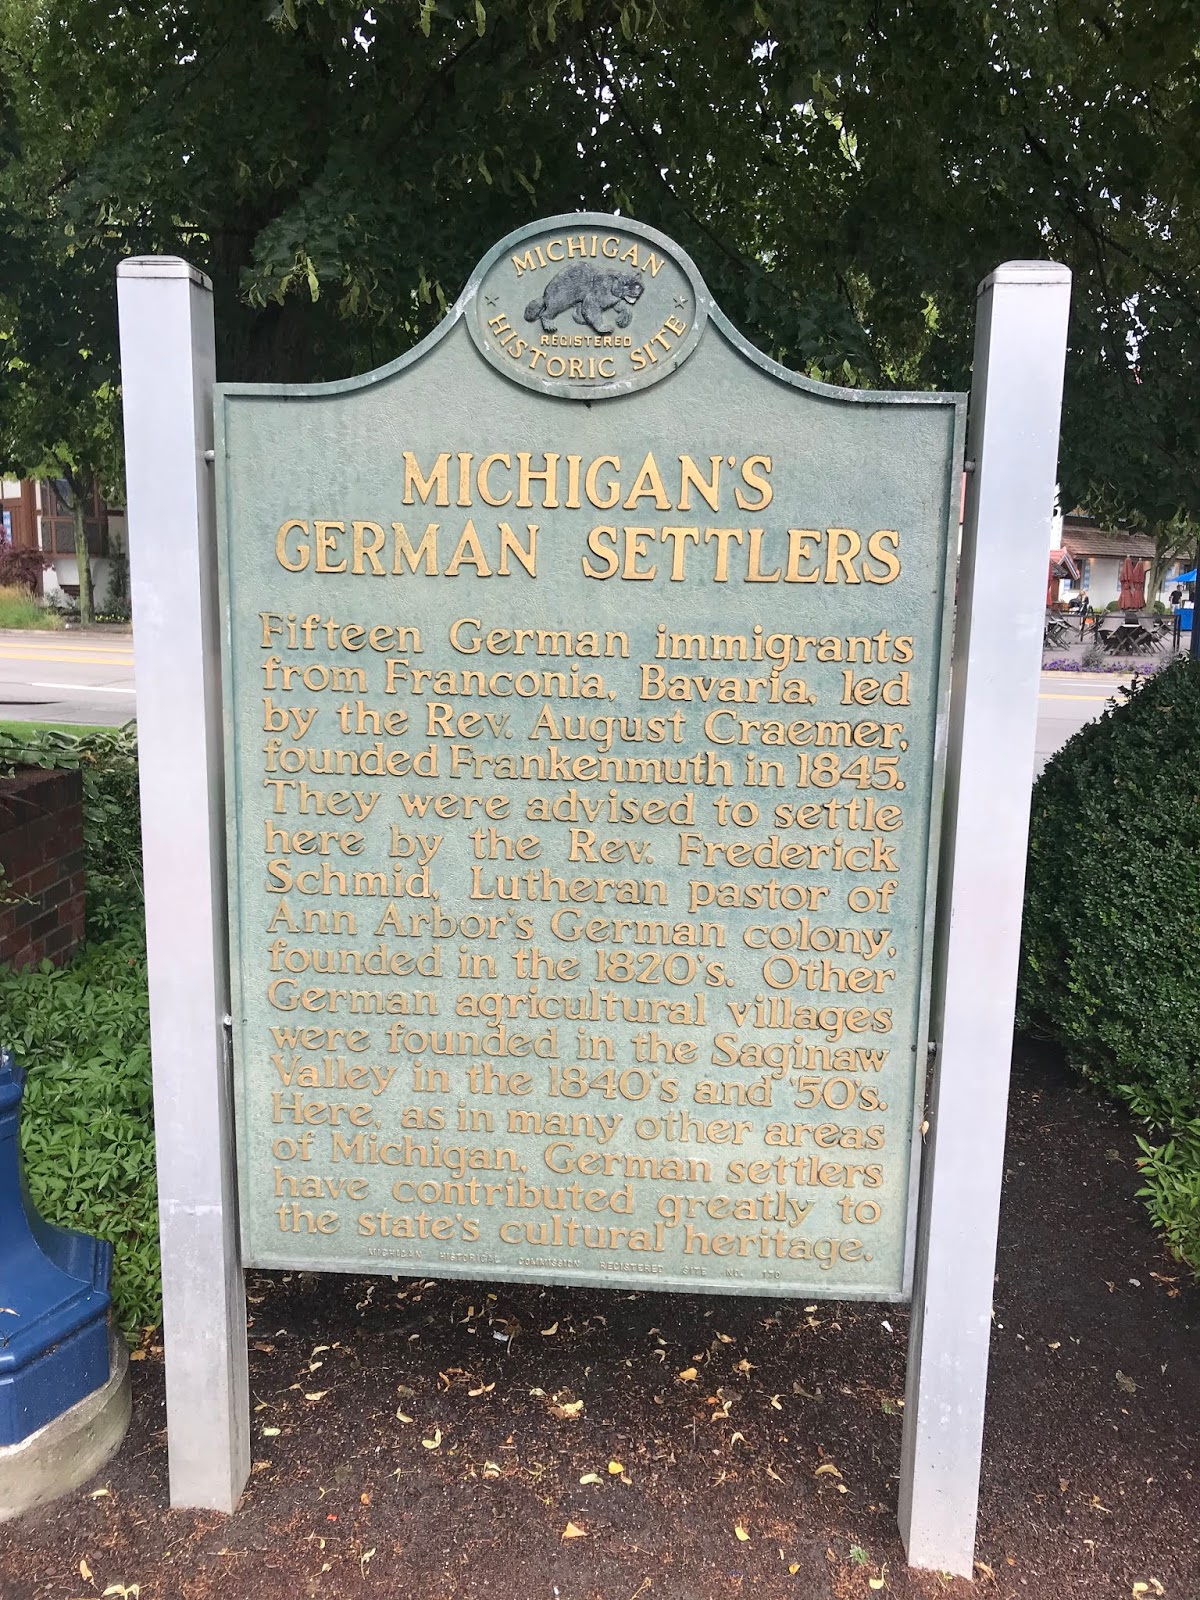 MICHIGAN
REGISTERED
HISTORIC SITE
MICHIGAN'S
GERMAN SETTLERS
Fifteen German immigrants
from Franconia, Bavaria, led
by the Rev. August Craemer,
founded Frankenmuth in 1845.
They were advised to settle
here by the Rev. Frederick
Schmid, Lutheran pastor of
Ann Arbor's German colony,
founded in the 1820's. Other
German agricultural villages
were founded in the Saginaw
Valley in the 1840's and '50's.
Here, as in many other areas
of Michigan, German settlers
have contributed greatly to
the state's cultural heritage.
MICHIGAN HISTORICAL COMMISSION REGISTERED SITE NO.